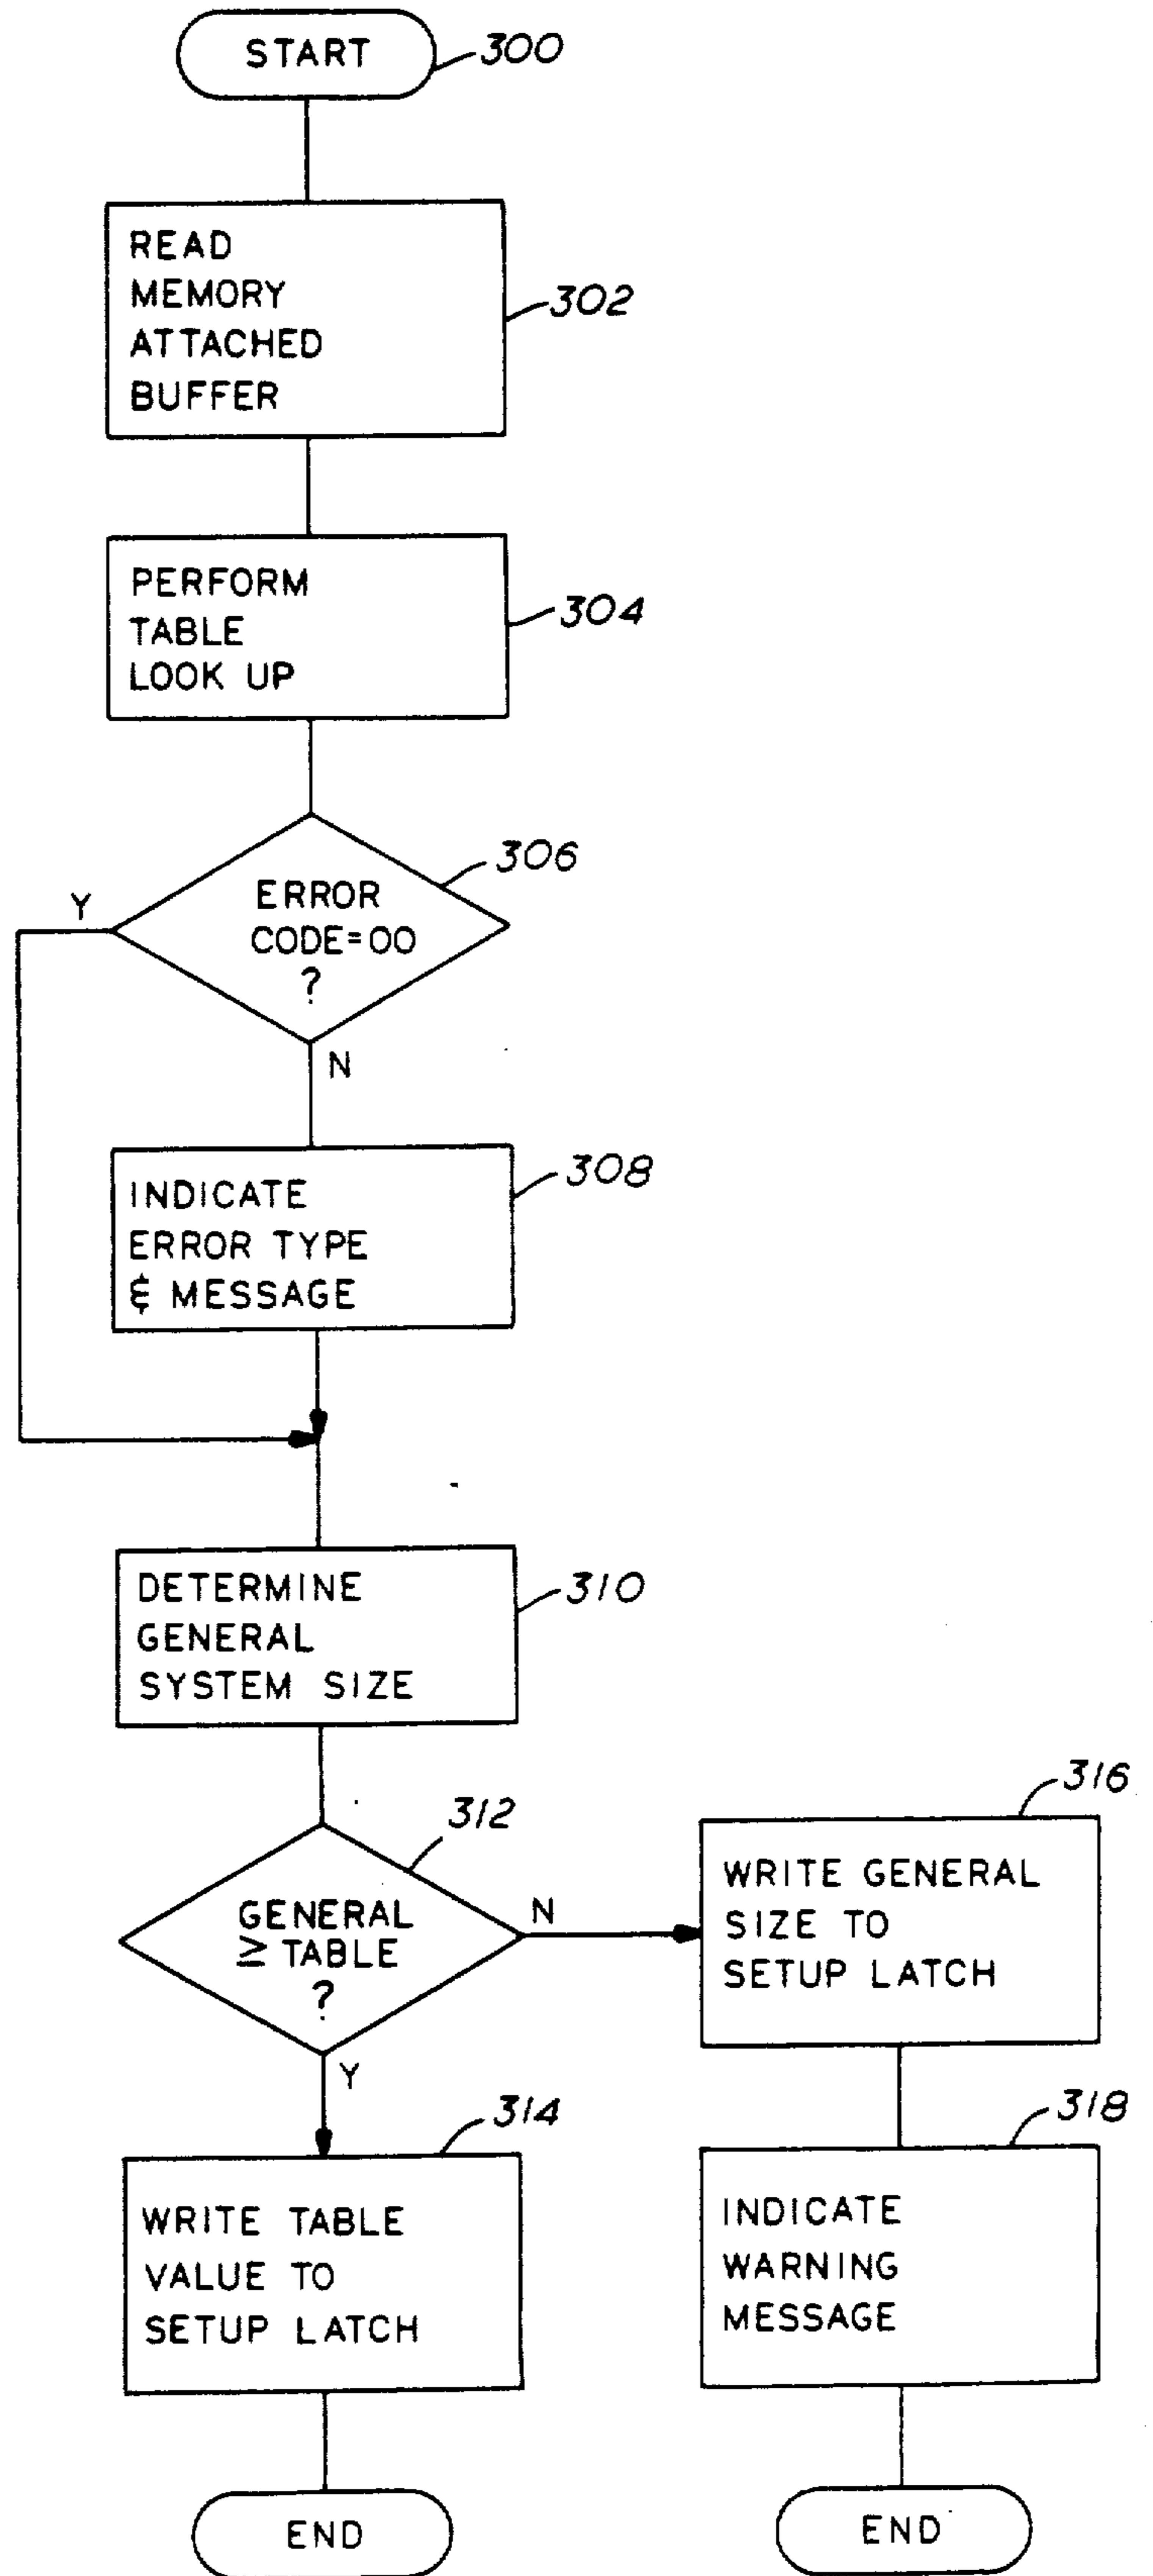 START
300
READ
MEMORY
ATTACHED
BUFFER
302
PERFORM
TABLE
LOOK UP
304
306
Y
ERROR
CODE=00
?
N
INDICATE
ERROR TYPE
& MESSAGE
308
DETERMINE
GENERAL
SYSTEM SIZE
310
312
GENERAL
≥ TABLE
?
N
Y
316
WRITE GENERAL
SIZE TO
SETUP LATCH
314
WRITE TABLE
VALUE TO
SETUP LATCH
318
INDICATE
WARNING
MESSAGE
END
END